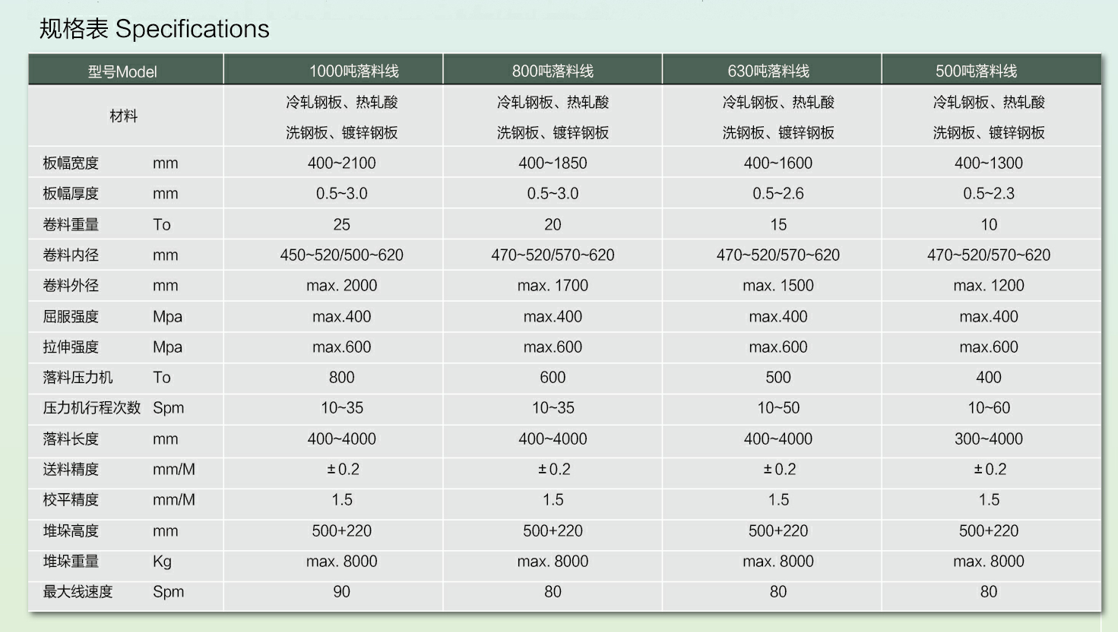 规格表 Specifications
型号Model 1000吨落料线 800吨落料线 630吨落料线 500吨落料线
材料 冷轧钢板、热轧酸 冷轧钢板、热轧酸 冷轧钢板、热轧酸 冷轧钢板、热轧酸
洗钢板、镀锌钢板 洗钢板、镀锌钢板 洗钢板、镀锌钢板 洗钢板、镀锌钢板
板幅宽度 mm 400~2100 400~1850 400~1600 400~1300
板幅厚度 mm 0.5~3.0 0.5~3.0 0.5~2.6 0.5~2.3
卷料重量 To 25 20 15 10
卷料内径 mm 450~520/500~620 470~520/570~620 470~520/570~620 470~520/570~620
卷料外径 mm max. 2000 max. 1700 max. 1500 max. 1200
屈服强度 Mpa max.400 max.400 max.400 max.400
拉伸强度 Mpa max.600 max.600 max.600 max.600
落料压力机 To 800 600 500 400
压力机行程次数 Spm 10~35 10~35 10~50 10~60
落料长度 mm 400~4000 400~4000 400~4000 300~4000
送料精度 mm/M ±0.2 ±0.2 ±0.2 ±0.2
校平精度 mm/M 1.5 1.5 1.5 1.5
堆垛高度 mm 500+220 500+220 500+220 500+220
堆垛重量 Kg max. 8000 max. 8000 max. 8000 max. 8000
最大线速度 Spm 90 80 80 80